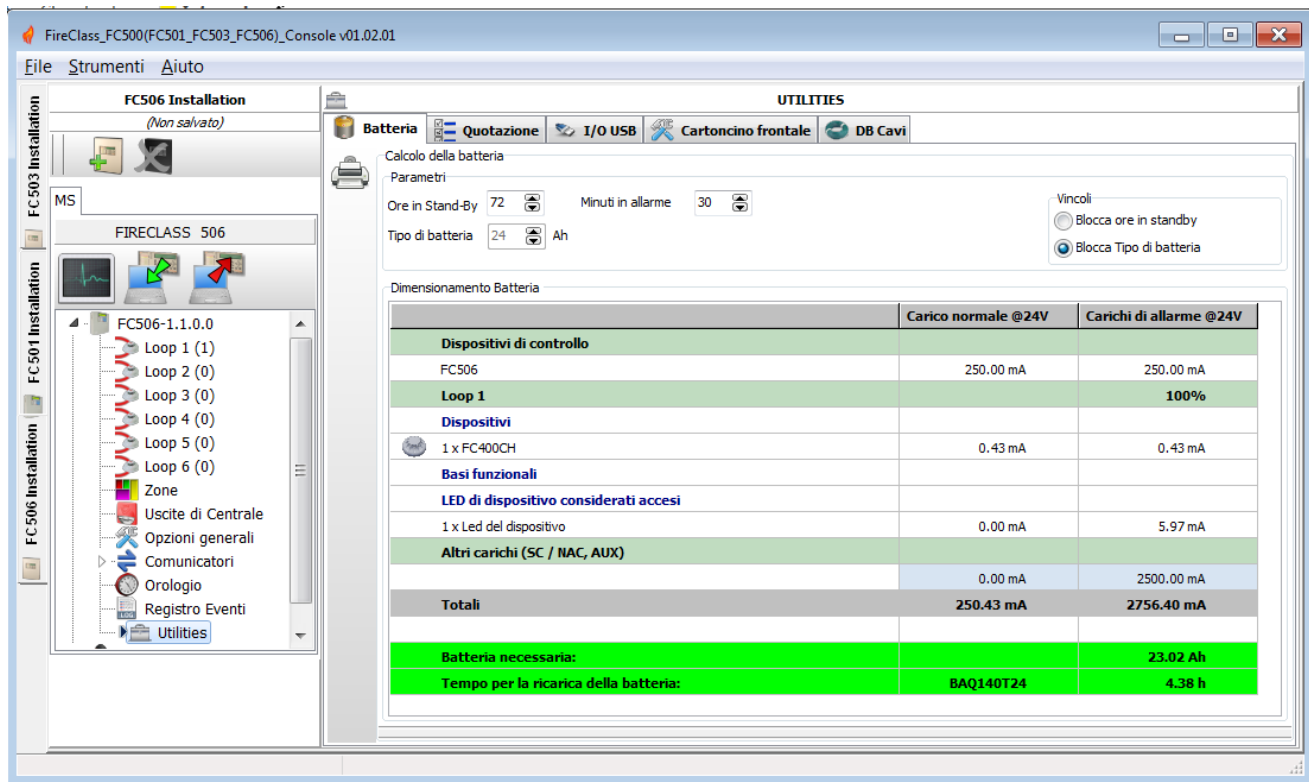 FireClass_FC500(FC501_FC503_FC506)_Console v01.02.01
File Strumenti Aiuto
FC503 Installation
FC501 Installation
FC506 Installation
FC506 Installation
(Non salvato)
MS
FIRECLASS 506
FC506-1.1.0.0
Loop 1 (1)
Loop 2 (0)
Loop 3 (0)
Loop 4 (0)
Loop 5 (0)
Loop 6 (0)
Zone
Uscite di Centrale
Opzioni generali
Comunicatori
Orologio
LOG
Registro Eventi
Utilities
UTILITIES
Batteria Quotazione I/O USB Cartoncino frontale DB Cavi
Calcolo della batteria
Parametri
Ore in Stand-By 72 Minuti in allarme 30
Tipo di batteria 24 Ah
Vincoli
Blocca ore in standby
Blocca Tipo di batteria
Dimensionamento Batteria
Carico normale @24V Carichi di allarme @24V
Dispositivi di controllo
FC506 250.00 mA 250.00 mA
Loop 1 100%
Dispositivi
1 x FC400CH 0.43 mA 0.43 mA
Basi funzionali
LED di dispositivo considerati accesi
1 x Led del dispositivo 0.00 mA 5.97 mA
Altri carichi (SC / NAC, AUX)
0.00 mA 2500.00 mA
Totali 250.43 mA 2756.40 mA
Batteria necessaria: 23.02 Ah
Tempo per la ricarica della batteria: BAQ140T24 4.38 h